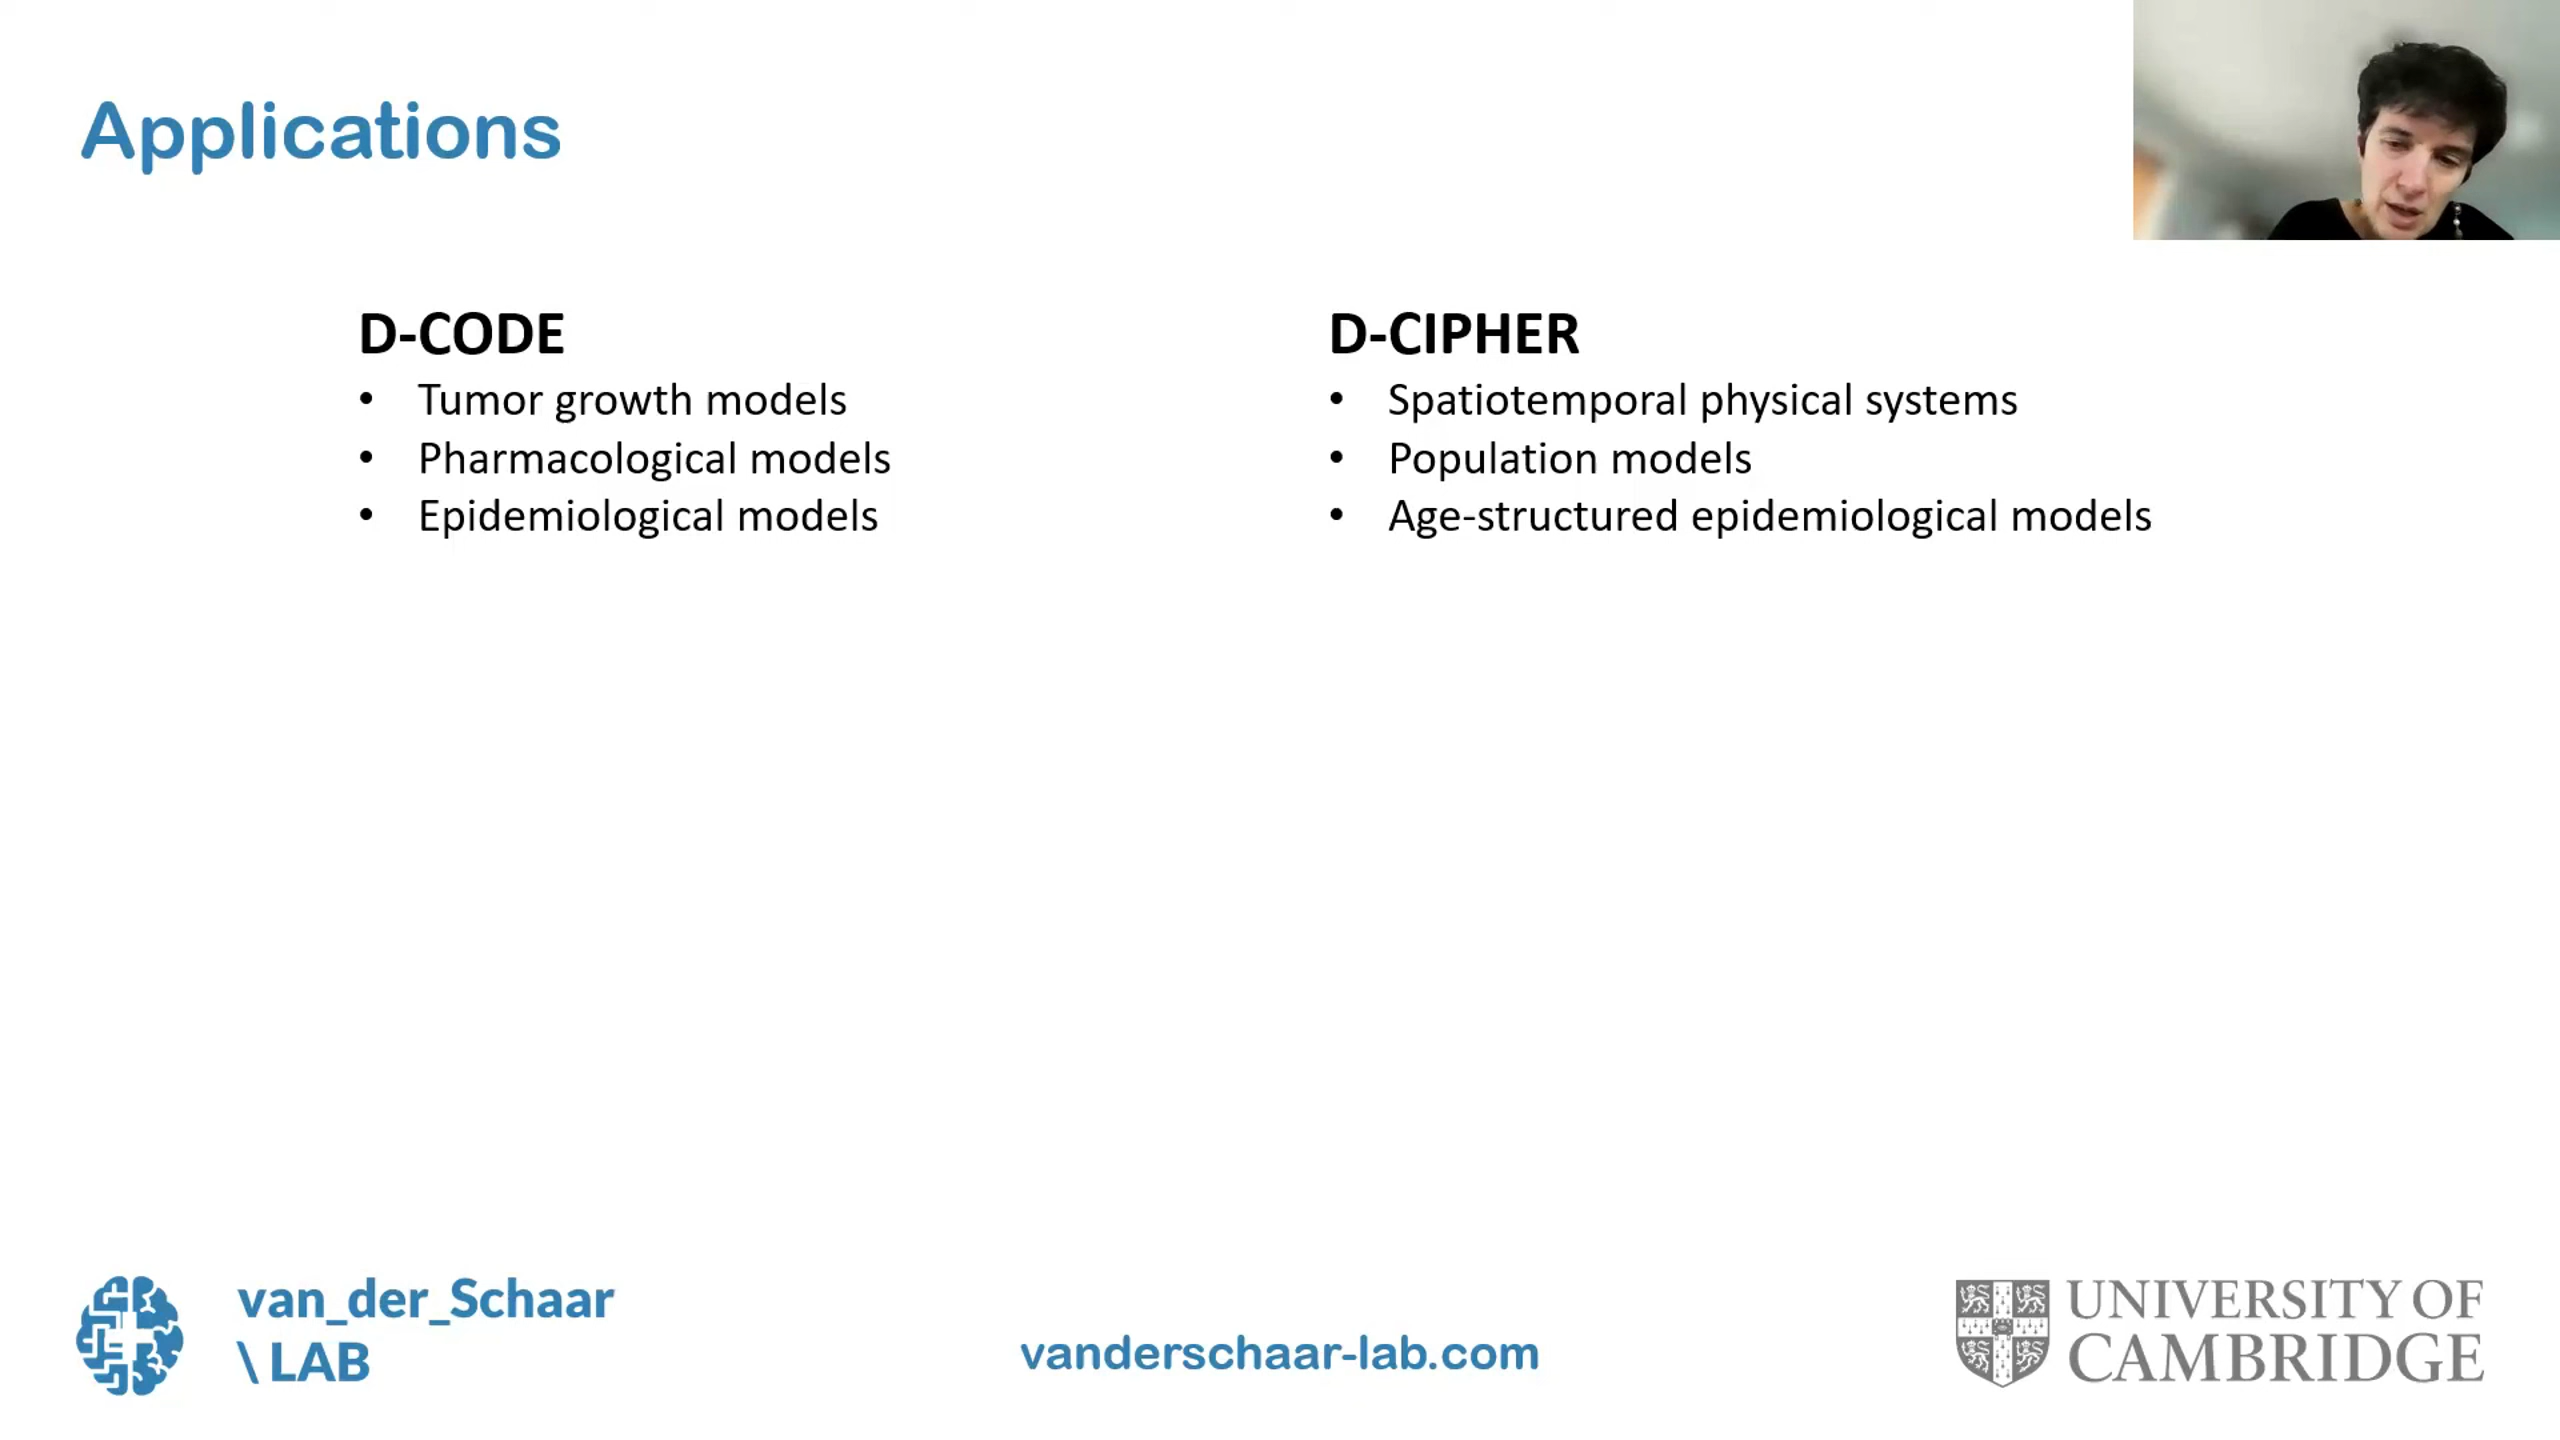 Applications
D-CODE
• Tumor growth models
• Pharmacological models
• Epidemiological models
D-CIPHER
• Spatiotemporal physical systems
• Population models
• Age-structured epidemiological models
van_der_Schaar
\ LAB
vanderschaar-lab.com
UNIVERSITY OF
CAMBRIDGE